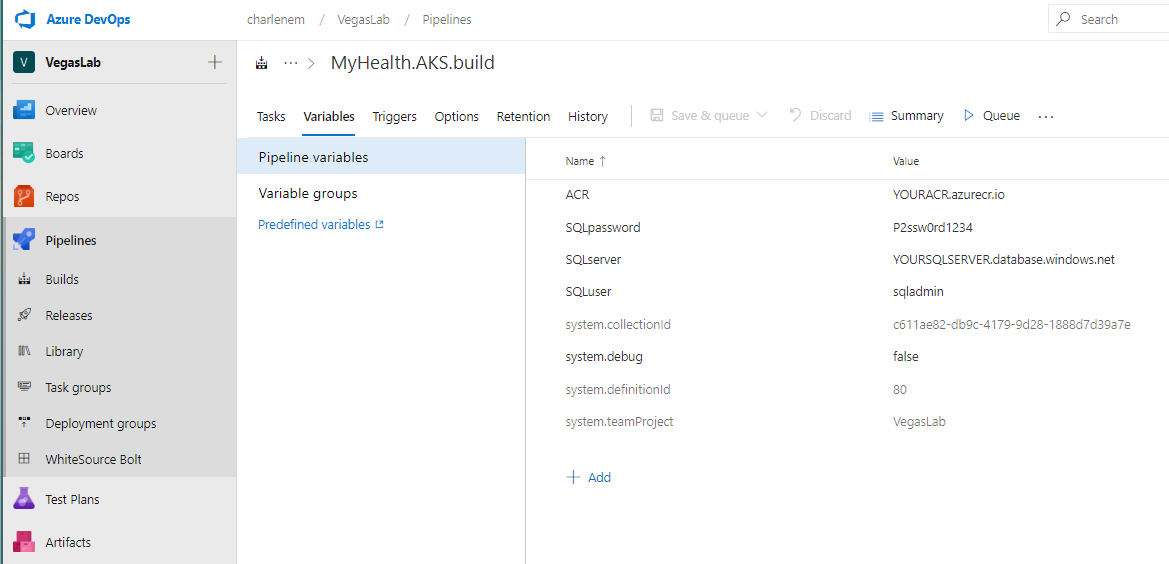 Azure DevOps
charlenem / VegasLab / Pipelines
Search
V VegasLab
Overview
Boards
Repos
Pipelines
Builds
Releases
Library
Task groups
Deployment groups
WhiteSource Bolt
Test Plans
Artifacts
··· > MyHealth.AKS.build
Tasks Variables Triggers Options Retention History Save & queue Discard Summary Queue ···
Pipeline variables
Variable groups
Predefined variables
Name ↑ Value
ACR YOURACR.azurecr.io
SQLpassword P2ssw0rd1234
SQLserver YOURSQLSERVER.database.windows.net
SQLuser sqladmin
system.collectionId c611ae82-db9c-4179-9d28-1888d7d39a7e
system.debug false
system.definitionId 80
system.teamProject VegasLab
+ Add